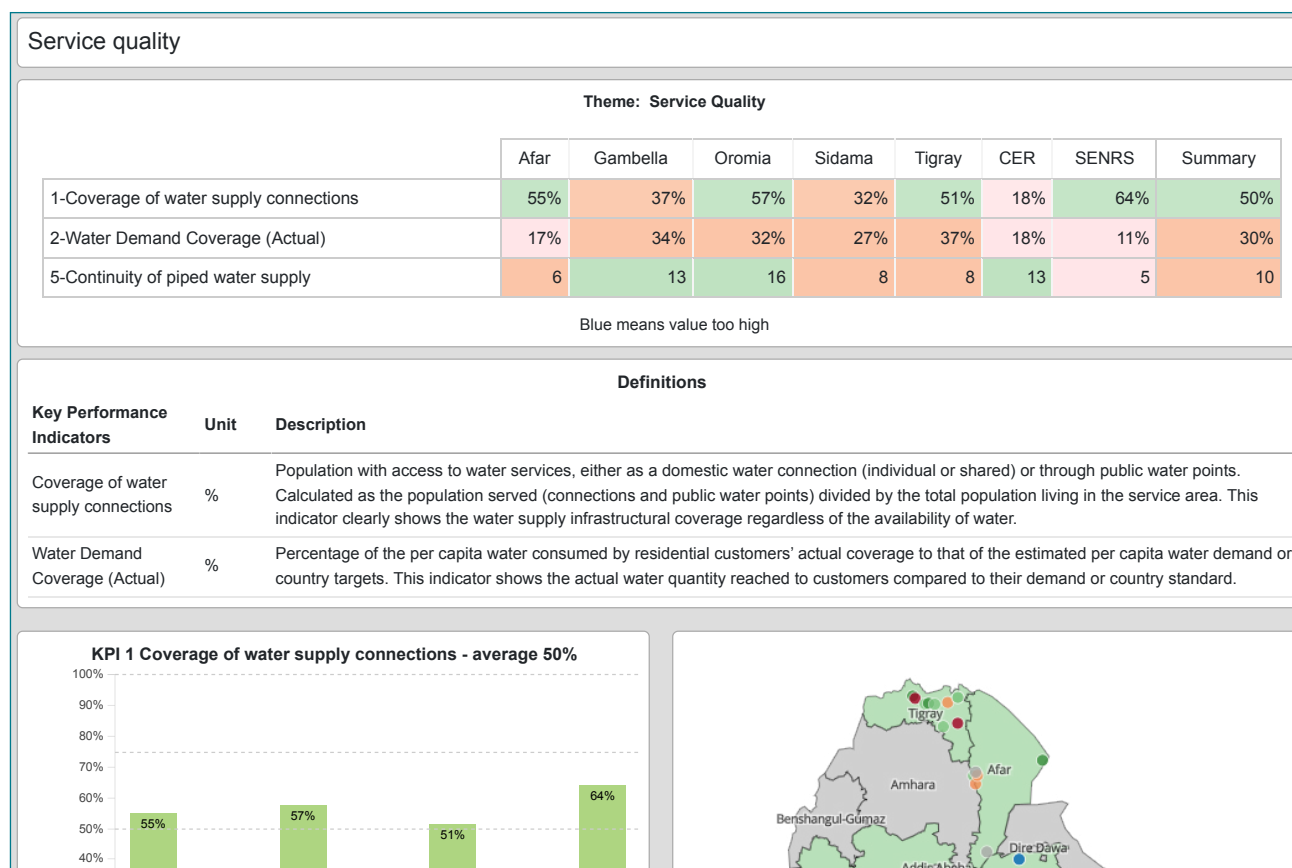 Service quality
Theme: Service Quality
Afar Gambella Oromia Sidama Tigray CER SENRS Summary
1-Coverage of water supply connections 55% 37% 57% 32% 51% 18% 64% 50%
2-Water Demand Coverage (Actual) 17% 34% 32% 27% 37% 18% 11% 30%
5-Continuity of piped water supply 6 13 16 8 8 13 5 10
Blue means value too high
Definitions
Key Performance
Indicators
Unit
Description
Coverage of water
supply connections
%
Population with access to water services, either as a domestic water connection (individual or shared) or through public water points.
Calculated as the population served (connections and public water points) divided by the total population living in the service area. This
indicator clearly shows the water supply infrastructural coverage regardless of the availability of water.
Water Demand
Coverage (Actual)
%
Percentage of the per capita water consumed by residential customers' actual coverage to that of the estimated per capita water demand or
country targets. This indicator shows the actual water quantity reached to customers compared to their demand or country standard.
KPI 1 Coverage of water supply connections - average 50%
100%
90%
80%
70%
60%
50%
40%
55%
57%
51%
64%
Tigray
Afar
Amhara
Benshangul-Gumaz
Dire Dawa